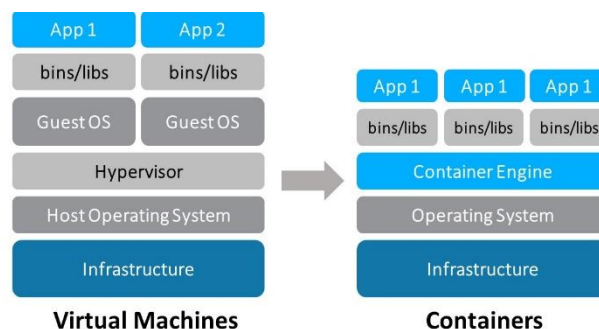 App 1 App 2
bins/libs bins/libs
Guest OS Guest OS
Hypervisor
Host Operating System
Infrastructure
Virtual Machines
App 1 App 1 App 1
bins/libs bins/libs bins/libs
Container Engine
Operating System
Infrastructure
Containers